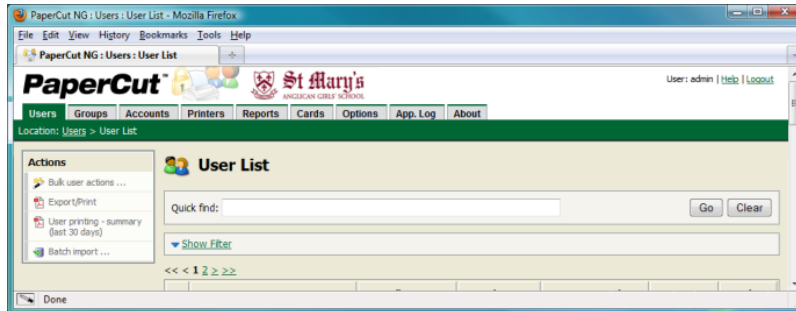 PaperCut NG : Users : User List - Mozilla Firefox
File Edit View History Bookmarks Tools Help
PaperCut NG : Users : User List
PaperCut
St Mary's
ANGLICAN GIRLS' SCHOOL
User: admin | Help | Logout
Users Groups Accounts Printers Reports Cards Options App. Log About
Location: Users > User List
Actions
Bulk user actions ...
Export/Print
User printing - summary
(last 30 days)
Batch import ...
User List
Quick find:
Go Clear
Show Filter
<< < 1 2 > >>
Done